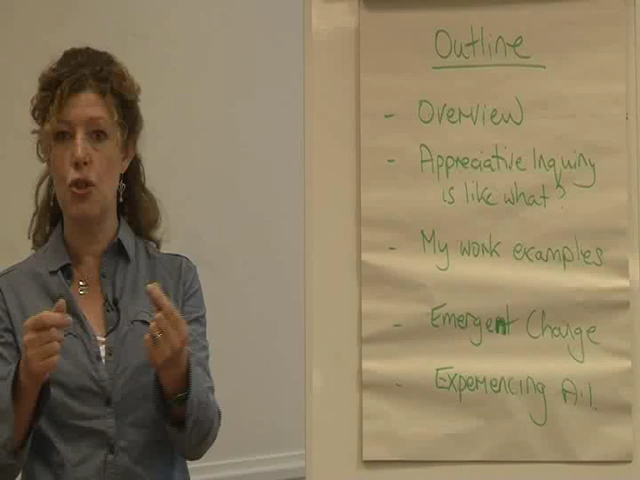 Outline
- Overview
- Appreciative Inquiry
is like what?
- My work examples
- Emergent Change
- Experiencing A.I.